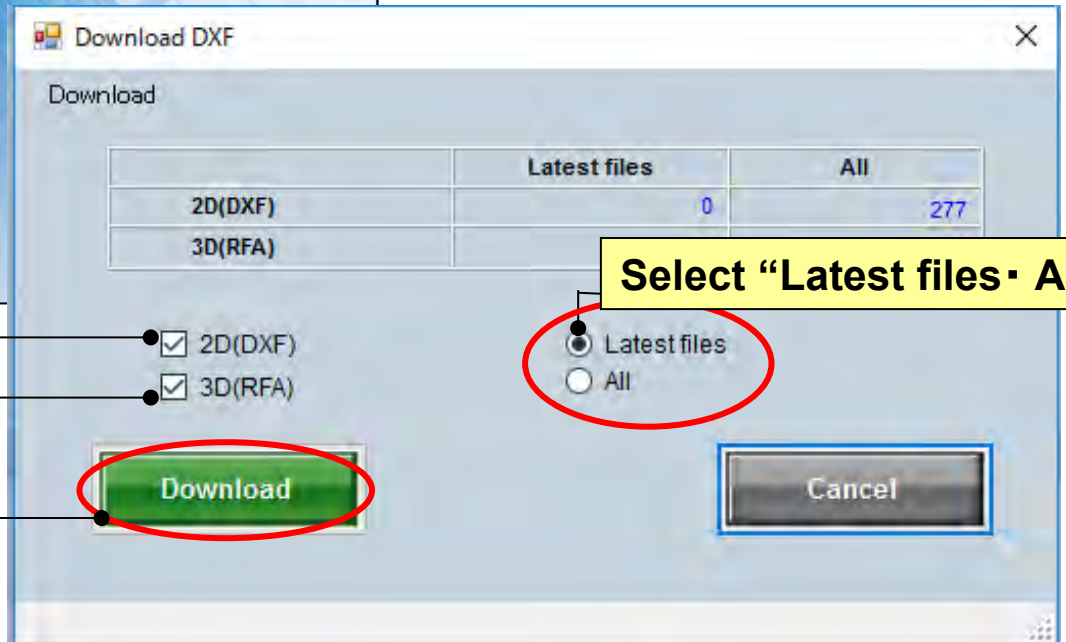 Download DXF
Download
Latest files All
2D(DXF) 0 277
3D(RFA)
Select “Latest files・
2D(DXF) Latest files
3D(RFA) All
Download Cancel